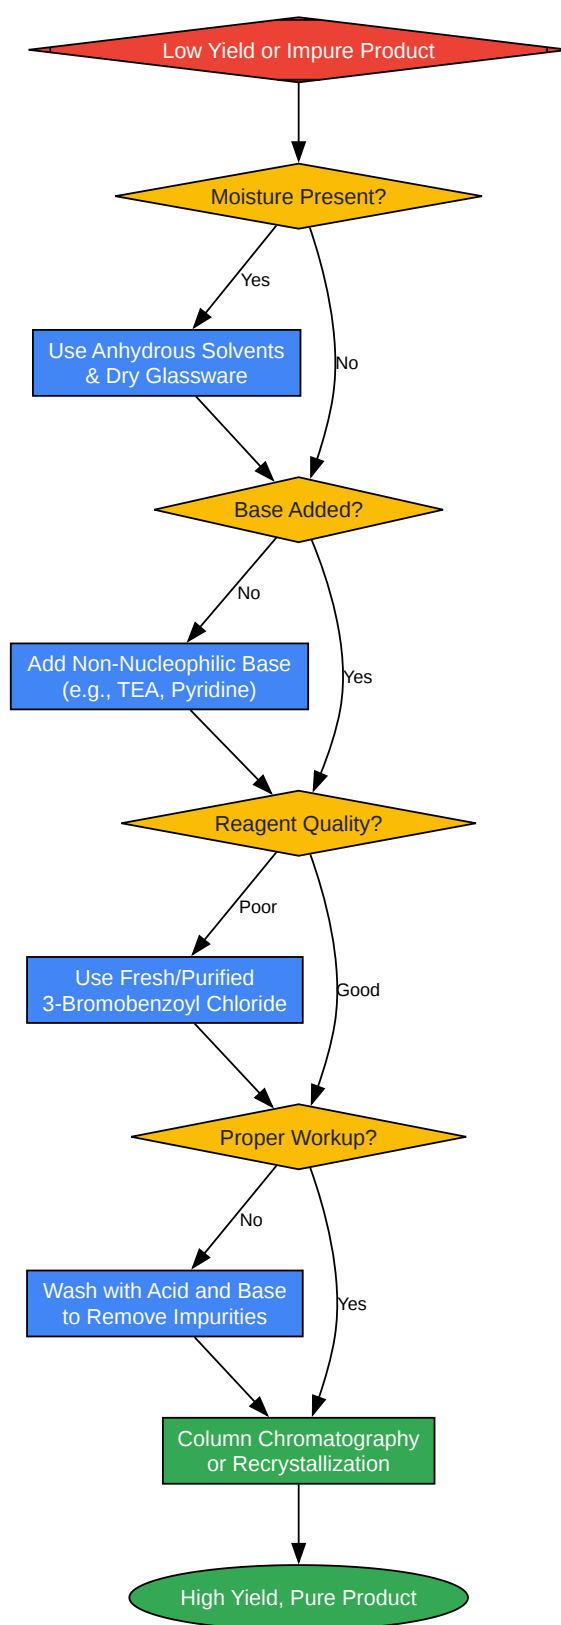 Low Yield or Impure Product
Moisture Present?
Yes
Use Anhydrous Solvents
& Dry Glassware
No
Base Added?
No
Add Non-Nucleophilic Base
(e.g., TEA, Pyridine)
Yes
Reagent Quality?
Poor
Use Fresh/Purified
3-Bromobenzoyl Chloride
Good
Proper Workup?
No
Wash with Acid and Base
to Remove Impurities
Yes
Column Chromatography
or Recrystallization
High Yield, Pure Product